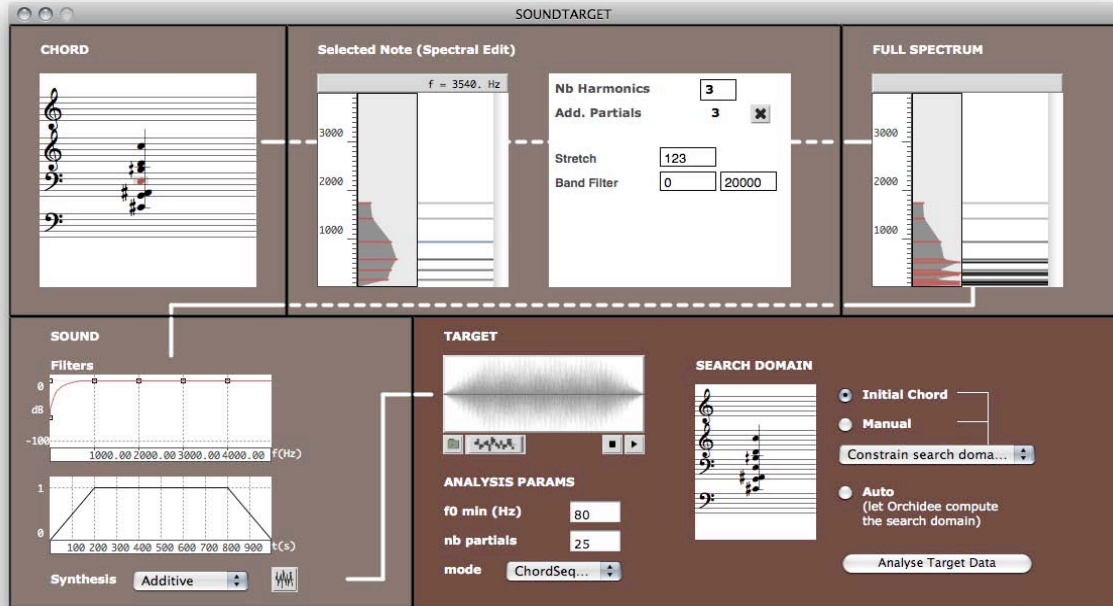 SOUNDTARGET
CHORD
Selected Note (Spectral Edit)
f = 3540. Hz
3000
2000
1000
Nb Harmonics 3
Add. Partials 3
Stretch 123
Band Filter 0 20000
FULL SPECTRUM
3000
2000
1000
SOUND
Filters
0
dB
-100
1000.00 2000.00 3000.00 4000.00 f(Hz)
1
0
100 200 300 400 500 600 700 800 900 t(s)
Synthesis Additive
TARGET
ANALYSIS PARAMS
f0 min (Hz) 80
nb partials 25
mode ChordSeq...
SEARCH DOMAIN
Initial Chord
Manual
Constrain search doma...
Auto
(let Orchidee compute
the search domain)
Analyse Target Data